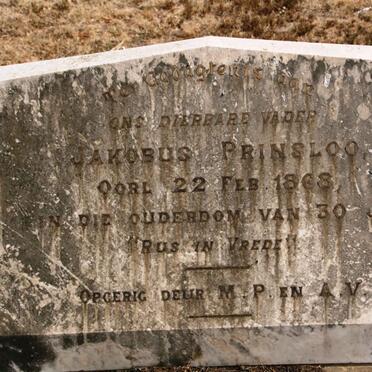 Ter Gedagtenis aan
ONS DIERBARE VADER
JAKOBUS PRINSLOO
OORL 22 FEB. 1868,
IN DIE OUDERDOM VAN 30 J
"RUS IN VREDE"
OPGERIG DEUR M.P. EN A.V.